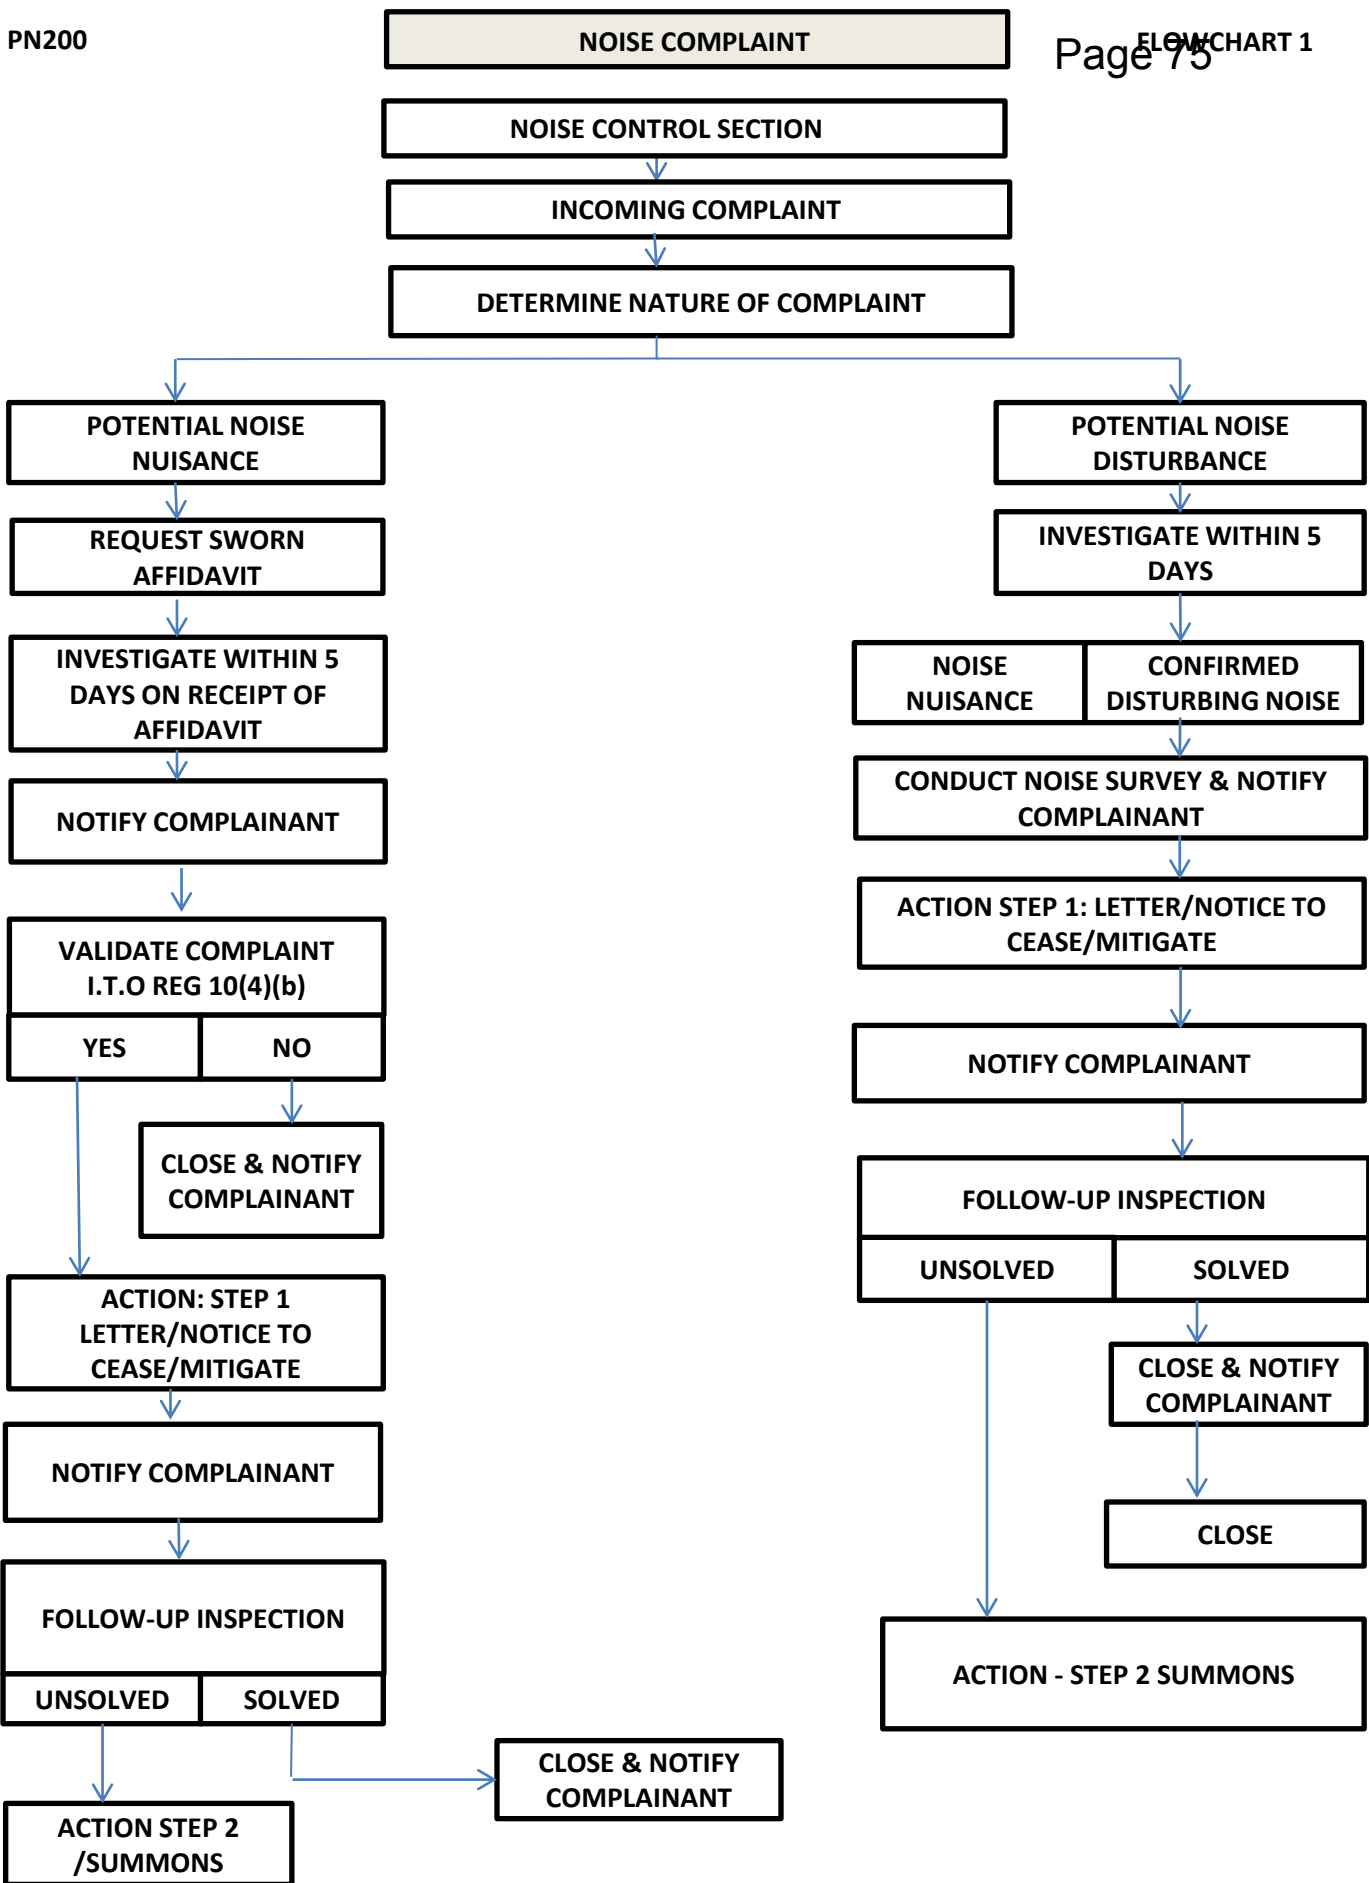 PN200
NOISE COMPLAINT
FLOWCHART 1
Page 75
NOISE CONTROL SECTION
INCOMING COMPLAINT
DETERMINE NATURE OF COMPLAINT
POTENTIAL NOISE
NUISANCE
REQUEST SWORN
AFFIDAVIT
INVESTIGATE WITHIN 5
DAYS ON RECEIPT OF
AFFIDAVIT
NOTIFY COMPLAINANT
VALIDATE COMPLAINT
I.T.O REG 10(4)(b)
YES
NO
CLOSE & NOTIFY
COMPLAINANT
ACTION: STEP 1
LETTER/NOTICE TO
CEASE/MITIGATE
NOTIFY COMPLAINANT
FOLLOW-UP INSPECTION
UNSOLVED
SOLVED
CLOSE & NOTIFY
COMPLAINANT
ACTION STEP 2
/SUMMONS
POTENTIAL NOISE
DISTURBANCE
INVESTIGATE WITHIN 5
DAYS
NOISE
NUISANCE
CONFIRMED
DISTURBING NOISE
CONDUCT NOISE SURVEY & NOTIFY
COMPLAINANT
ACTION STEP 1: LETTER/NOTICE TO
CEASE/MITIGATE
NOTIFY COMPLAINANT
FOLLOW-UP INSPECTION
UNSOLVED
SOLVED
CLOSE & NOTIFY
COMPLAINANT
CLOSE
ACTION - STEP 2 SUMMONS